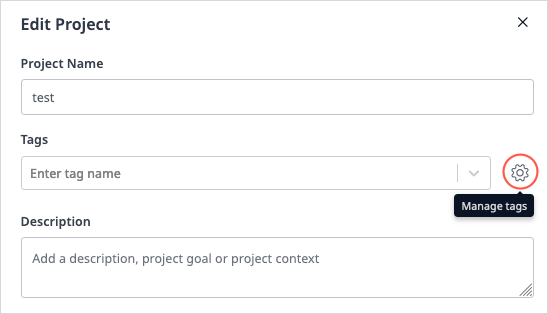 Edit Project
Project Name
test
Tags
Enter tag name
Manage tags
Description
Add a description, project goal or project context